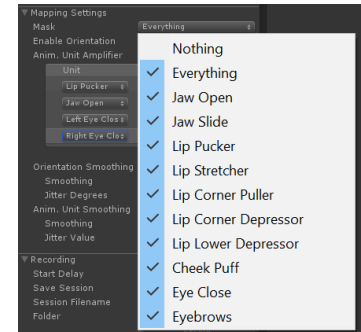 Mapping Settings
Mask
Everything
Enable Orientation
Anim. Unit Amplifier
Unit
Lip Pucker
Jaw Open
Left Eye Clos
Right Eye Clos
Orientation Smoothing
Smoothing
Jitter Degrees
Anim. Unit Smoothing
Smoothing
Jitter Value
Recording
Start Delay
Save Session
Session Filename
Folder
Nothing
Everything
Jaw Open
Jaw Slide
Lip Pucker
Lip Stretcher
Lip Corner Puller
Lip Corner Depressor
Lip Lower Depressor
Cheek Puff
Eye Close
Eyebrows